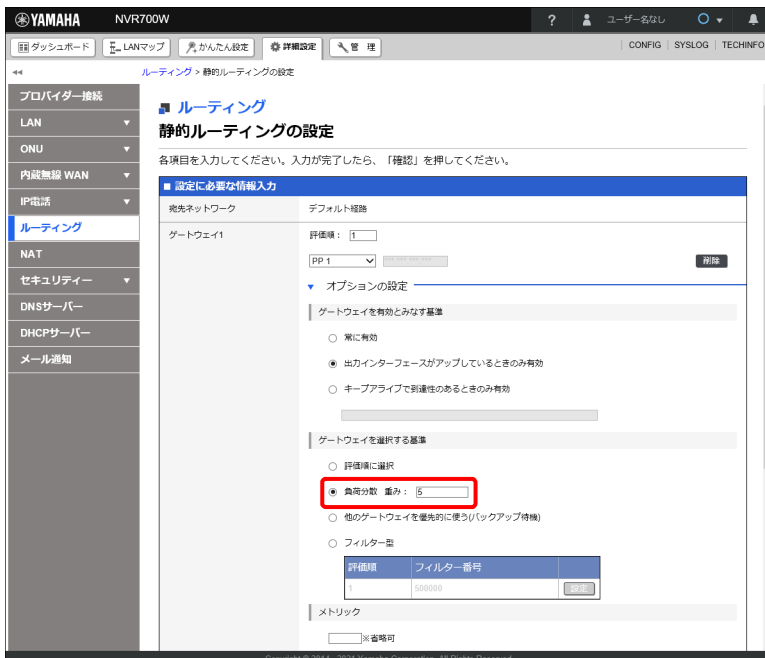 YAMAHA NVR700W ? ユーザー名なし
ダッシュボード LANマップ かんたん設定 詳細設定 管 理 CONFIG SYSLOG TECHINFO
ルーティング > 静的ルーティングの設定
プロバイダー接続
LAN
ONU
内蔵無線 WAN
IP電話
ルーティング
NAT
セキュリティー
DNSサーバー
DHCPサーバー
メール通知
ルーティング
静的ルーティングの設定
各項目を入力してください。入力が完了したら、「確認」を押してください。
■ 設定に必要な情報入力
宛先ネットワーク デフォルト経路
ゲートウェイ1 評価順： 1
PP 1 削除
オプションの設定
ゲートウェイを有効とみなす基準
常に有効
出力インターフェースがアップしているときのみ有効
キープアライブで到達性のあるときのみ有効
ゲートウェイを選択する基準
評価順に選択
負荷分散 重み： 5
他のゲートウェイを優先的に使う(バックアップ待機)
フィルター型
評価順 フィルター番号
1 500000 設定
メトリック
※省略可
Copyright © 2014 - 2021 Yamaha Corporation. All Rights Reserved.